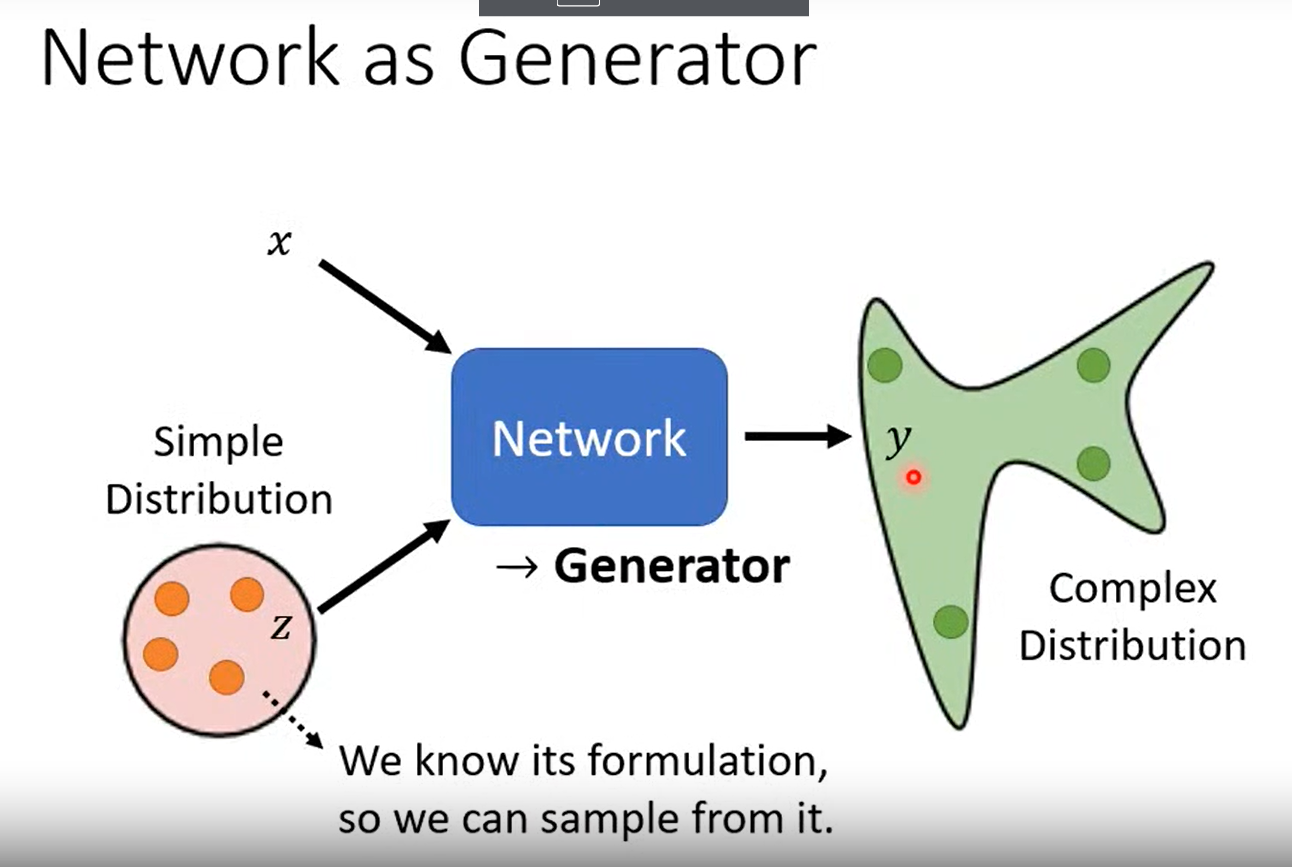 Network as Generator
x
Network
Simple
Distribution
z
y
→ Generator
Complex
Distribution
We know its formulation,
so we can sample from it.